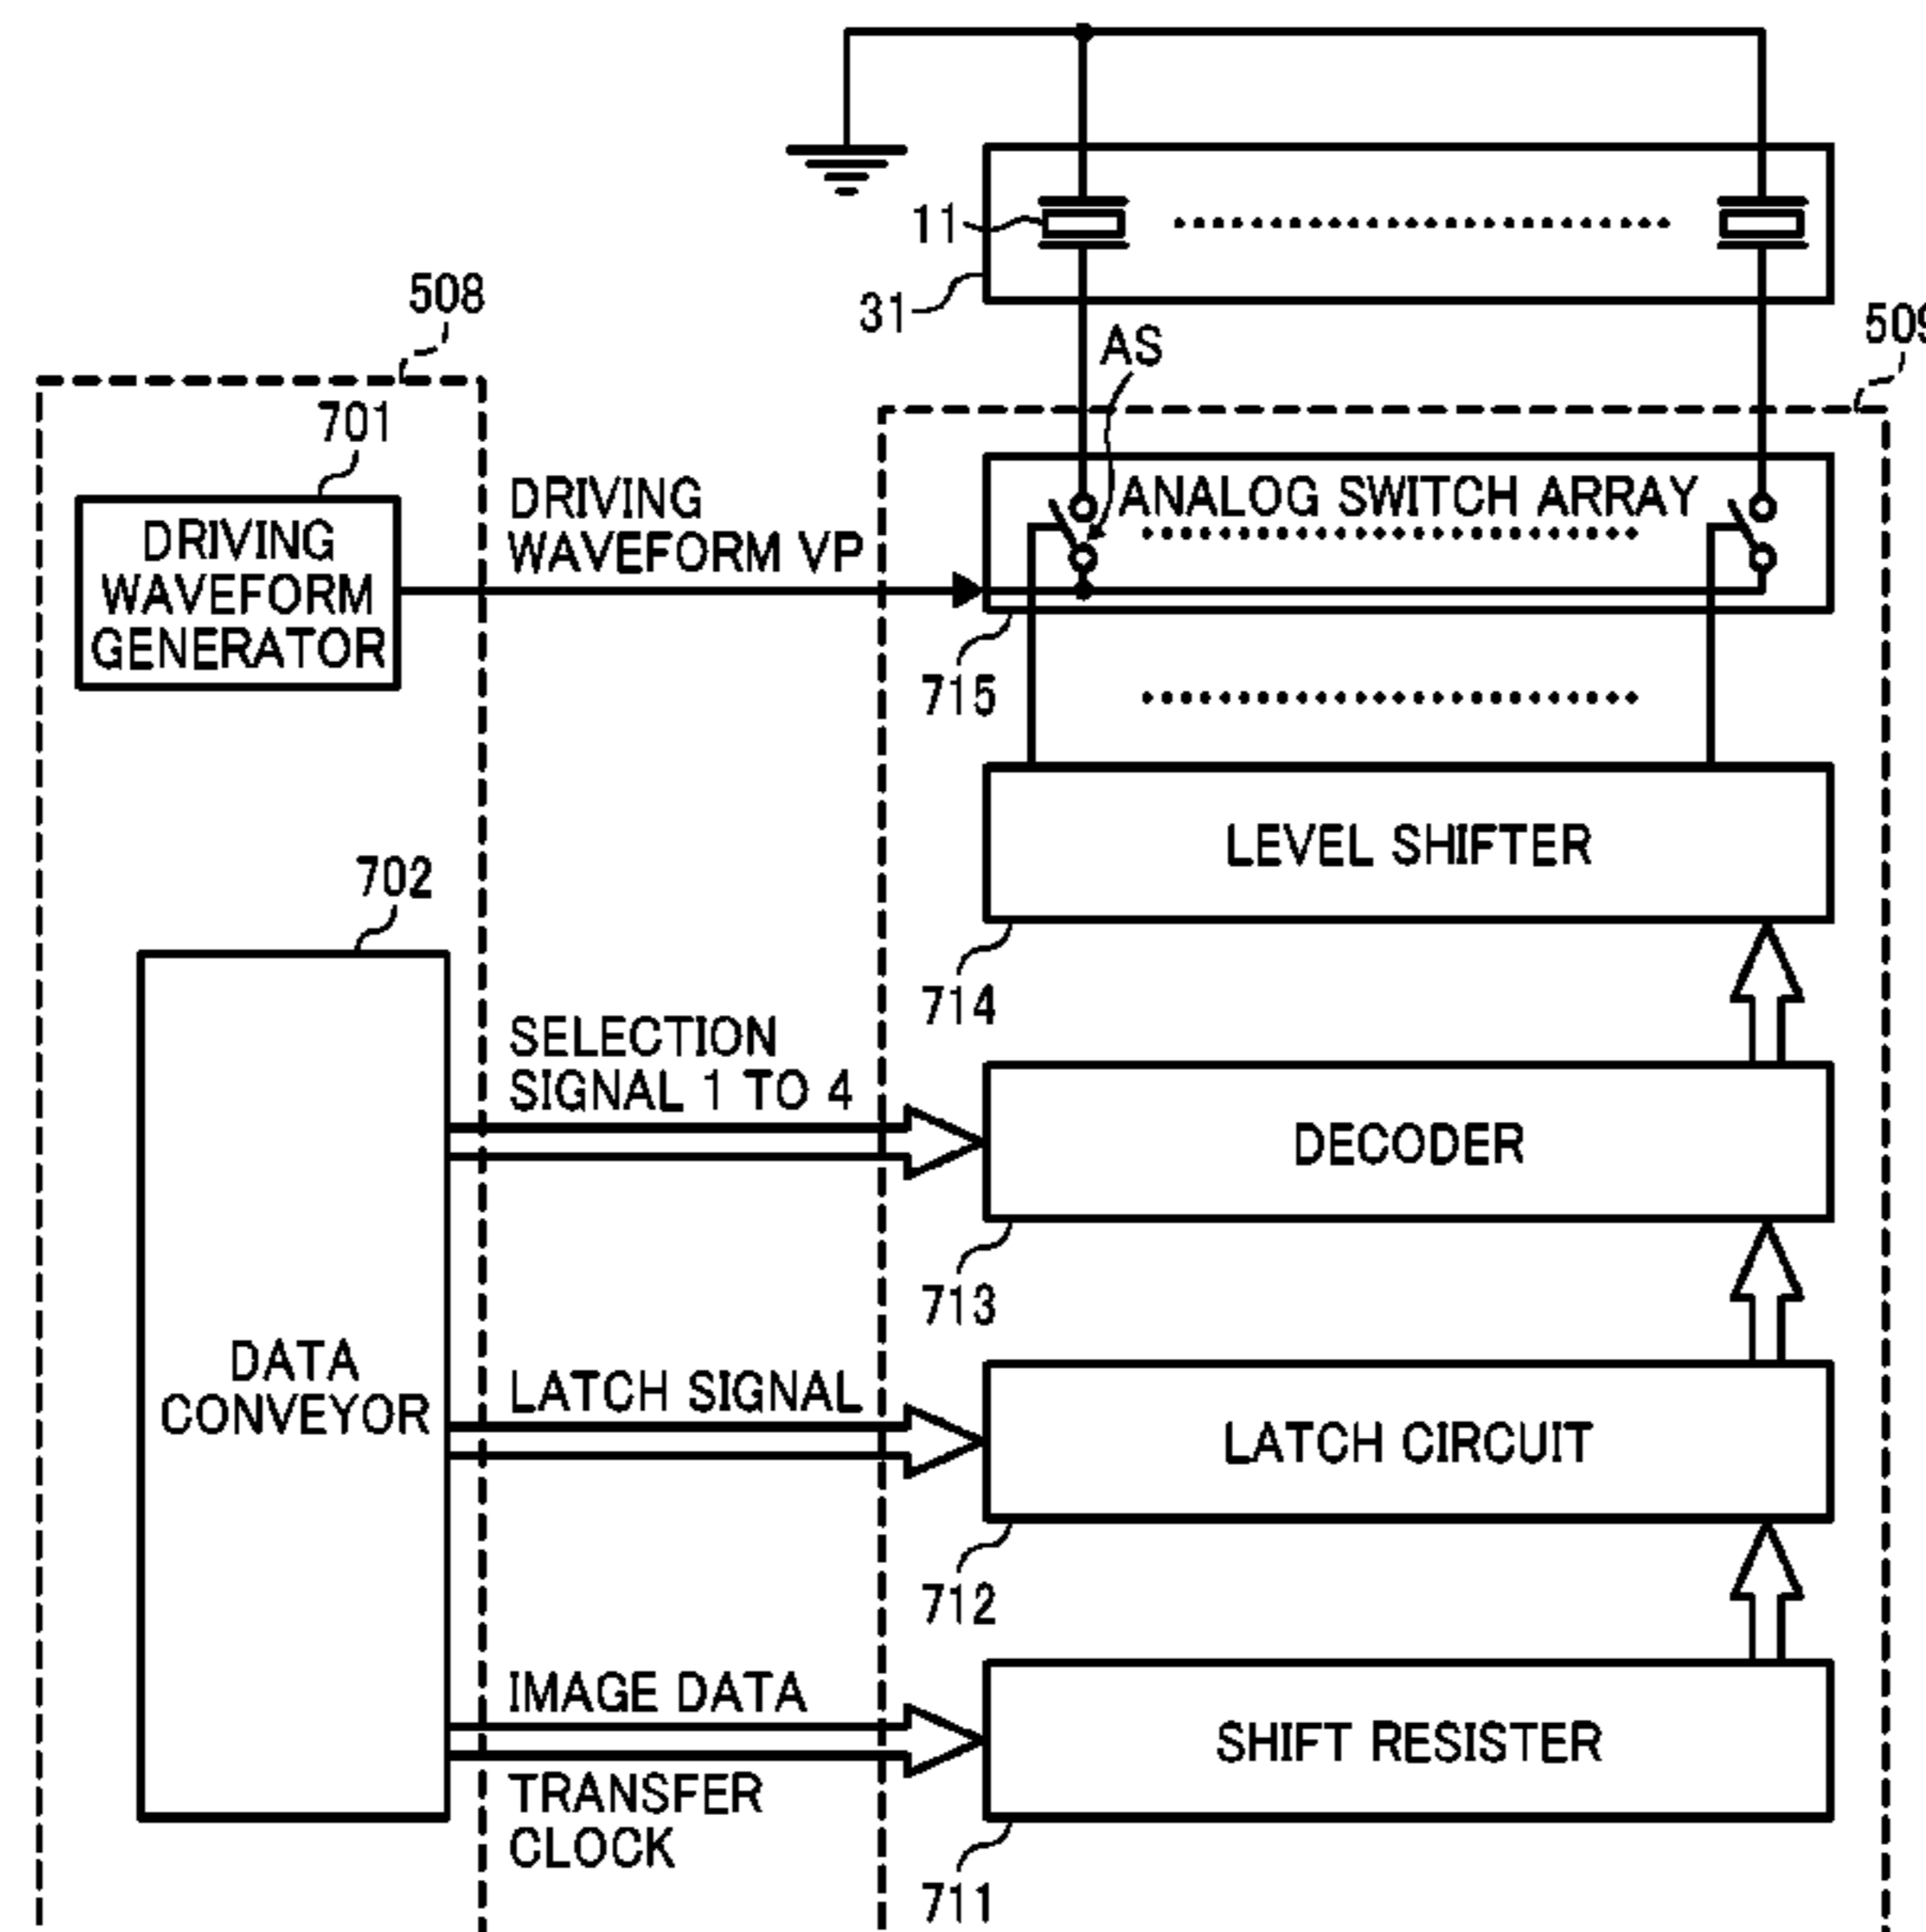 11
31
508
AS
509
701
DRIVING
WAVEFORM
GENERATOR
DRIVING
WAVEFORM VP
ANALOG SWITCH ARRAY
715
LEVEL SHIFTER
714
702
DATA
CONVEYOR
SELECTION
SIGNAL 1 TO 4
DECODER
713
LATCH SIGNAL
LATCH CIRCUIT
712
IMAGE DATA
TRANSFER
CLOCK
SHIFT RESISTER
711